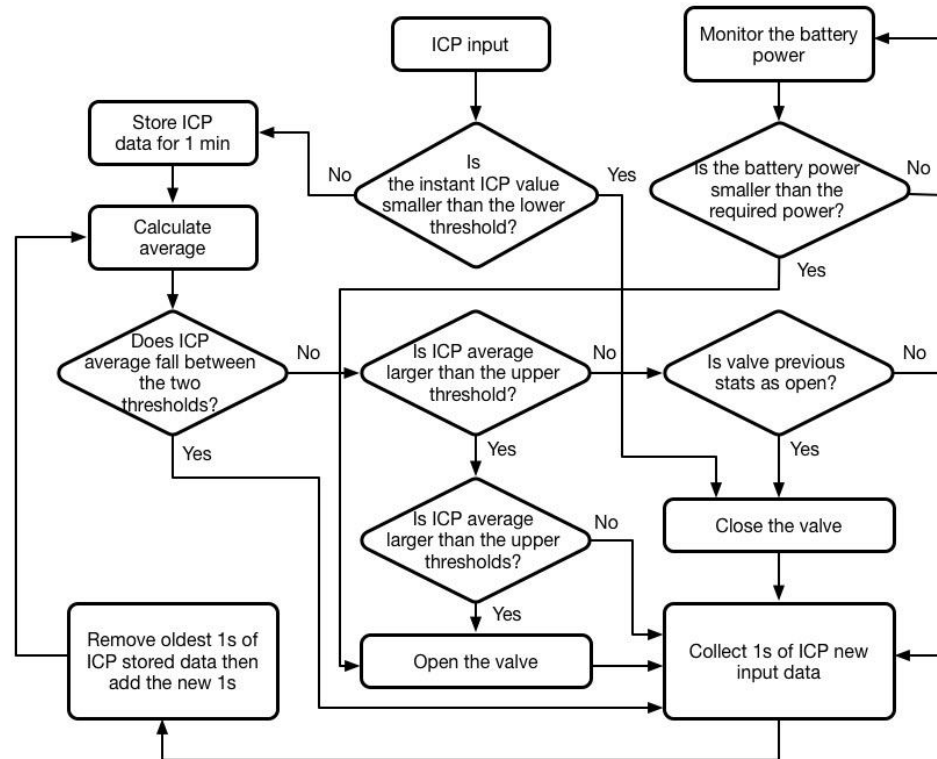 ICP input
Monitor the battery
power
Store ICP
data for 1 min
No
Is
the instant ICP value
smaller than the lower
threshold?
Yes
Is the battery power
smaller than the
required power?
No
Yes
Calculate
average
Does ICP
average fall between
the two
thresholds?
No
Yes
Is ICP average
larger than the upper
threshold?
No
Yes
Is valve previous
stats as open?
No
Yes
Is ICP average
larger than the upper
thresholds?
No
Yes
Close the valve
Remove oldest 1s of
ICP stored data then
add the new 1s
Open the valve
Collect 1s of ICP new
input data